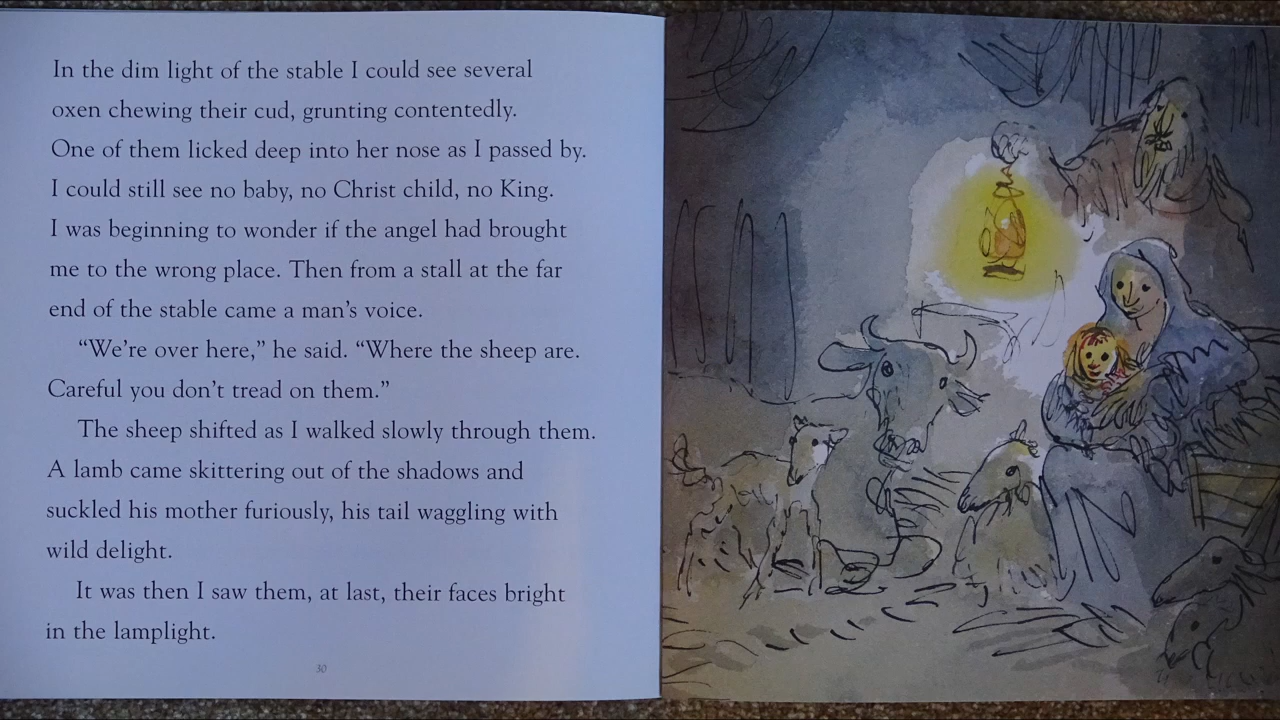 In the dim light of the stable I could see several
oxen chewing their cud, grunting contentedly.
One of them licked deep into her nose as I passed by.
I could still see no baby, no Christ child, no King.
I was beginning to wonder if the angel had brought
me to the wrong place. Then from a stall at the far
end of the stable came a man’s voice.
“We’re over here,” he said. “Where the sheep are.
Careful you don’t tread on them.”
The sheep shifted as I walked slowly through them.
A lamb came skittering out of the shadows and
suckled his mother furiously, his tail waggling with
wild delight.
It was then I saw them, at last, their faces bright
in the lamplight.
30